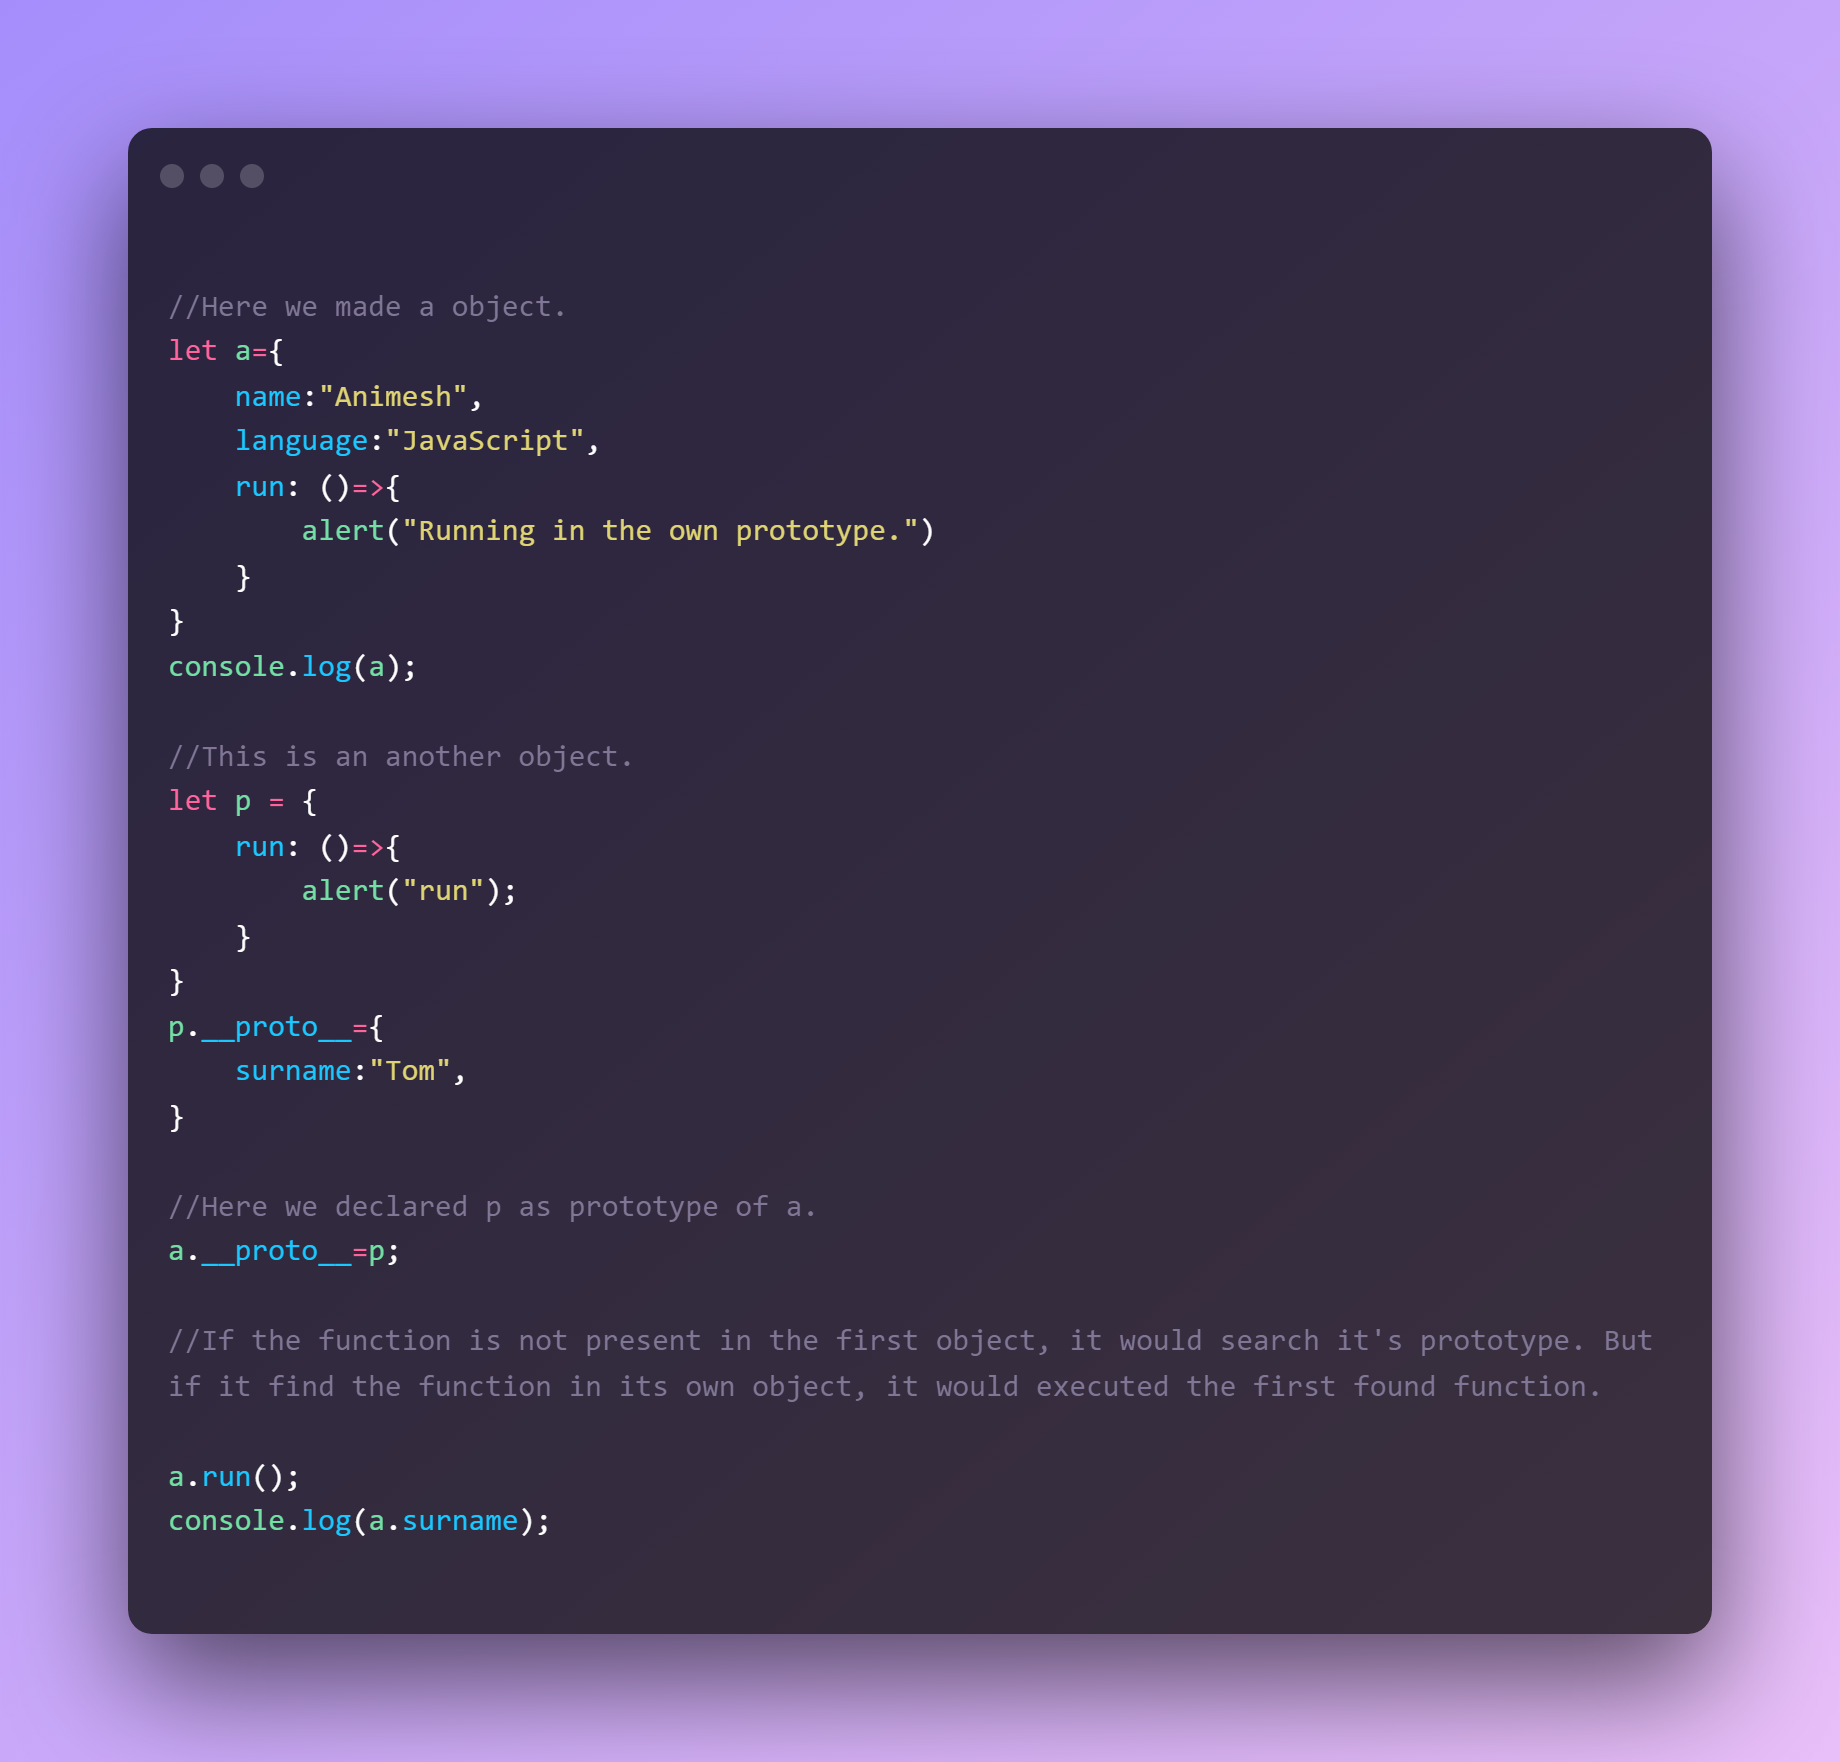 //Here we made a object.
let a={
    name:"Animesh",
    language:"JavaScript",
    run: ()=>{
        alert("Running in the own prototype.")
    }
}
console.log(a);

//This is an another object.
let p = {
    run: ()=>{
        alert("run");
    }
}
p.__proto__={
    surname:"Tom",
}

//Here we declared p as prototype of a.
a.__proto__=p;

//If the function is not present in the first object, it would search it's prototype. But
if it find the function in its own object, it would executed the first found function.

a.run();
console.log(a.surname);